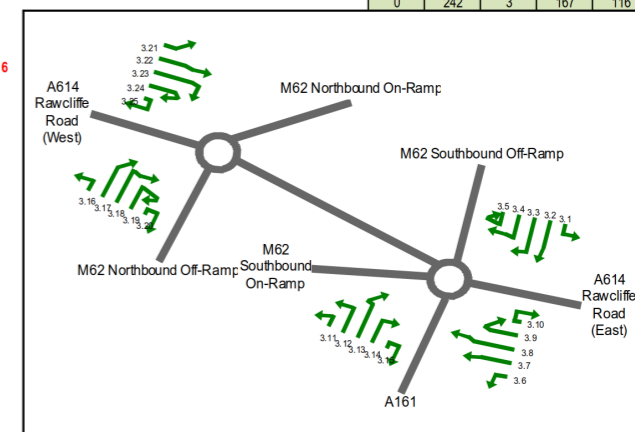 0 242 3 167 116
6
3.21
3.22
3.23
3.24
3.25
A614
Rawcliffe
Road
(West)
M62 Northbound On-Ramp
M62 Southbound Off-Ramp
3.16
3.17
3.18
3.19
3.20
3.5 3.4 3.3 3.2 3.1
M62 Northbound Off-Ramp
M62
Southbound
On-Ramp
A614
Rawcliffe
Road
(East)
3.10
3.9
3.8
3.7
3.6
3.11
3.12
3.13
3.14
3.15
A161